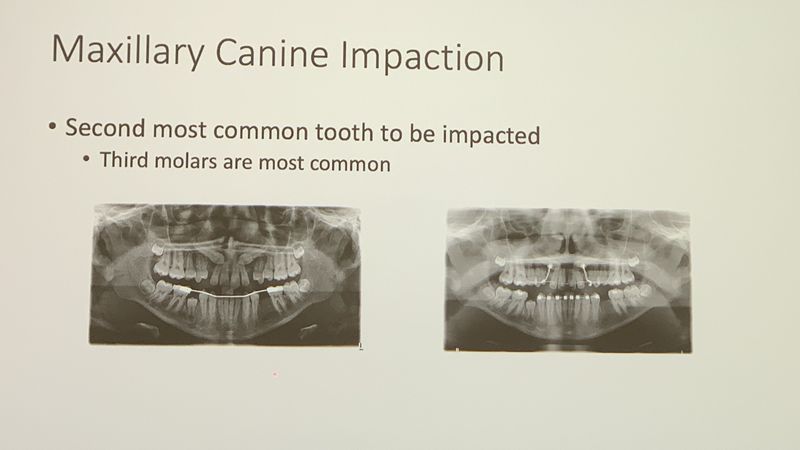 Maxillary Canine Impaction
• Second most common tooth to be impacted
• Third molars are most common